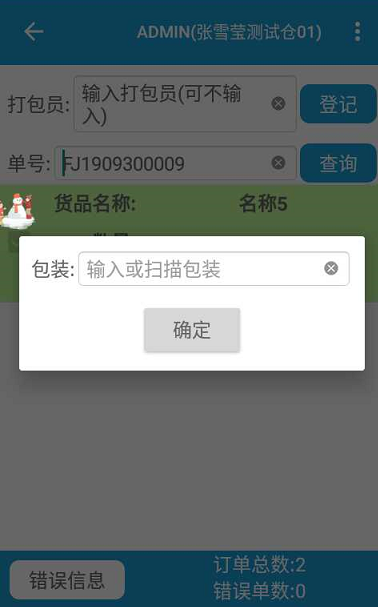 ADMIN(张雪莹测试仓01)
打包员: 输入打包员(可不输入) 登记
单号: FJ1909300009 查询
货品名称: 名称5
包装: 输入或扫描包装
确定
错误信息
订单总数:2
错误单数:0